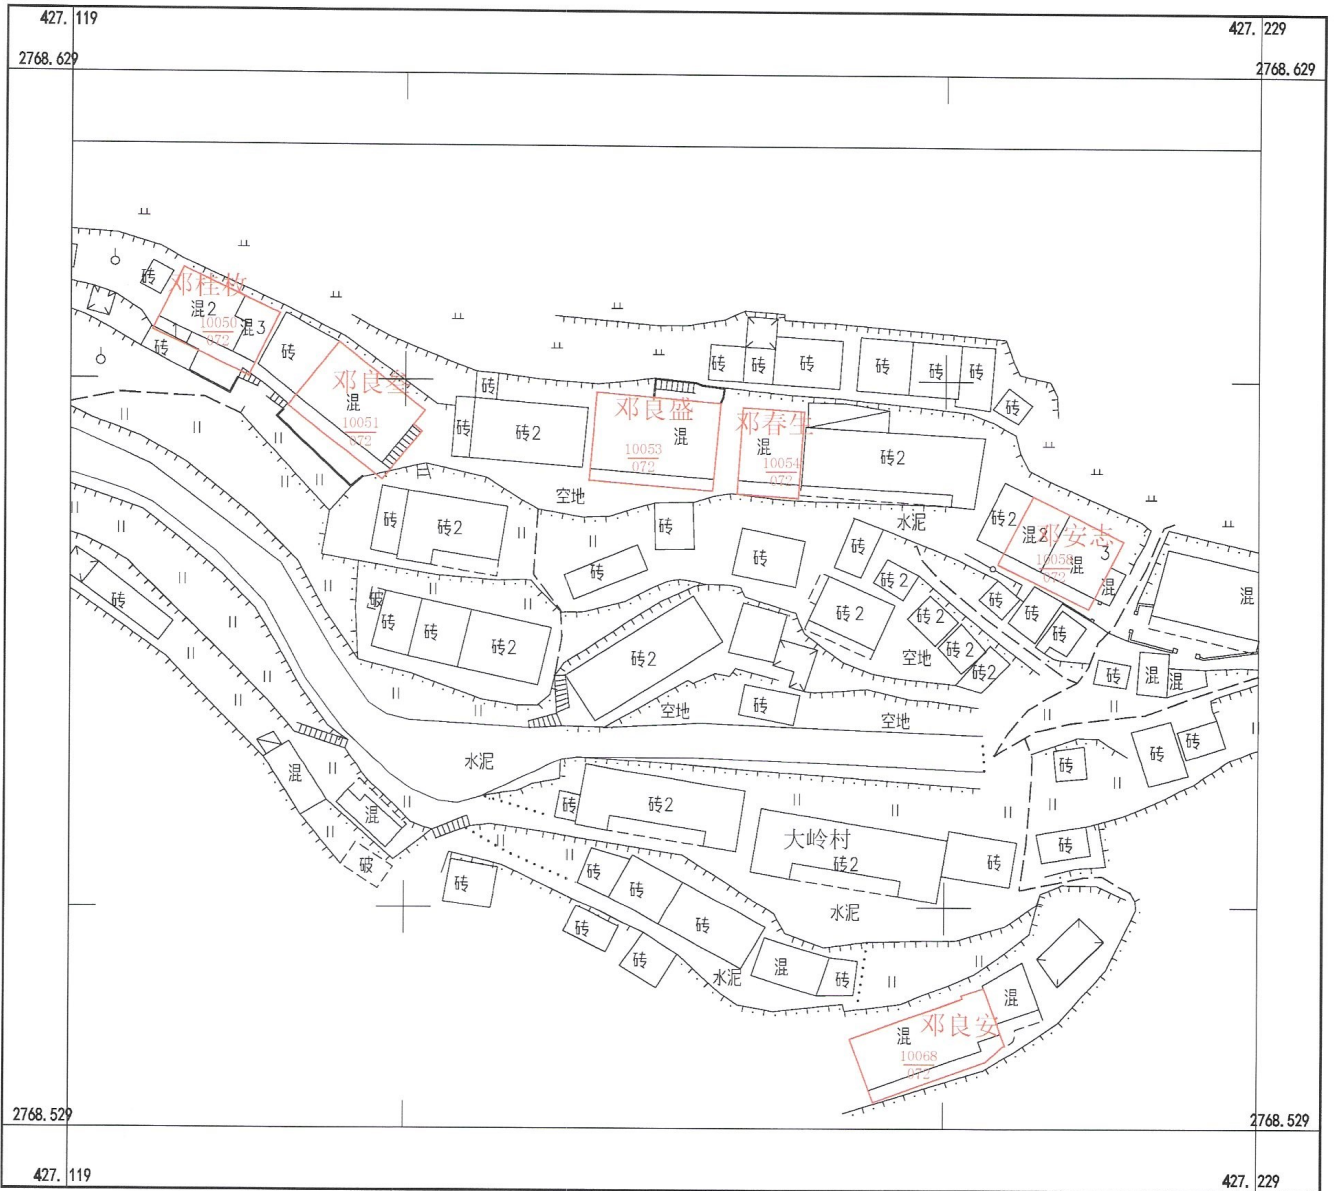 427. 119
427. 229
2768.629
2768.629
砖
邓桂枚
混2
10050
072
混3
1
砖
砖
邓良叁
混
10051
072
砖
砖
砖2
邓良盛
混
10053
072
邓春生
混
10054
072
砖
砖
砖
砖
砖
砖
砖
砖2
空地
水泥
砖2
邓安志
混2
3
10058
072
混
混
混
砖
砖2
砖
砖
砖
砖
砖2
砖
破
砖
砖
砖2
砖2
砖2
砖2
砖2
砖
砖
砖
砖
空地
砖2
空地
砖
空地
砖
混
混
砖
砖
混
水泥
砖
混
砖
砖2
破
大岭村
砖2
砖
砖
砖
砖
砖
砖
水泥
砖
砖
水泥
混
砖
混
邓良安
混
10068
072
2768.529
2768.529
427. 119
427. 229